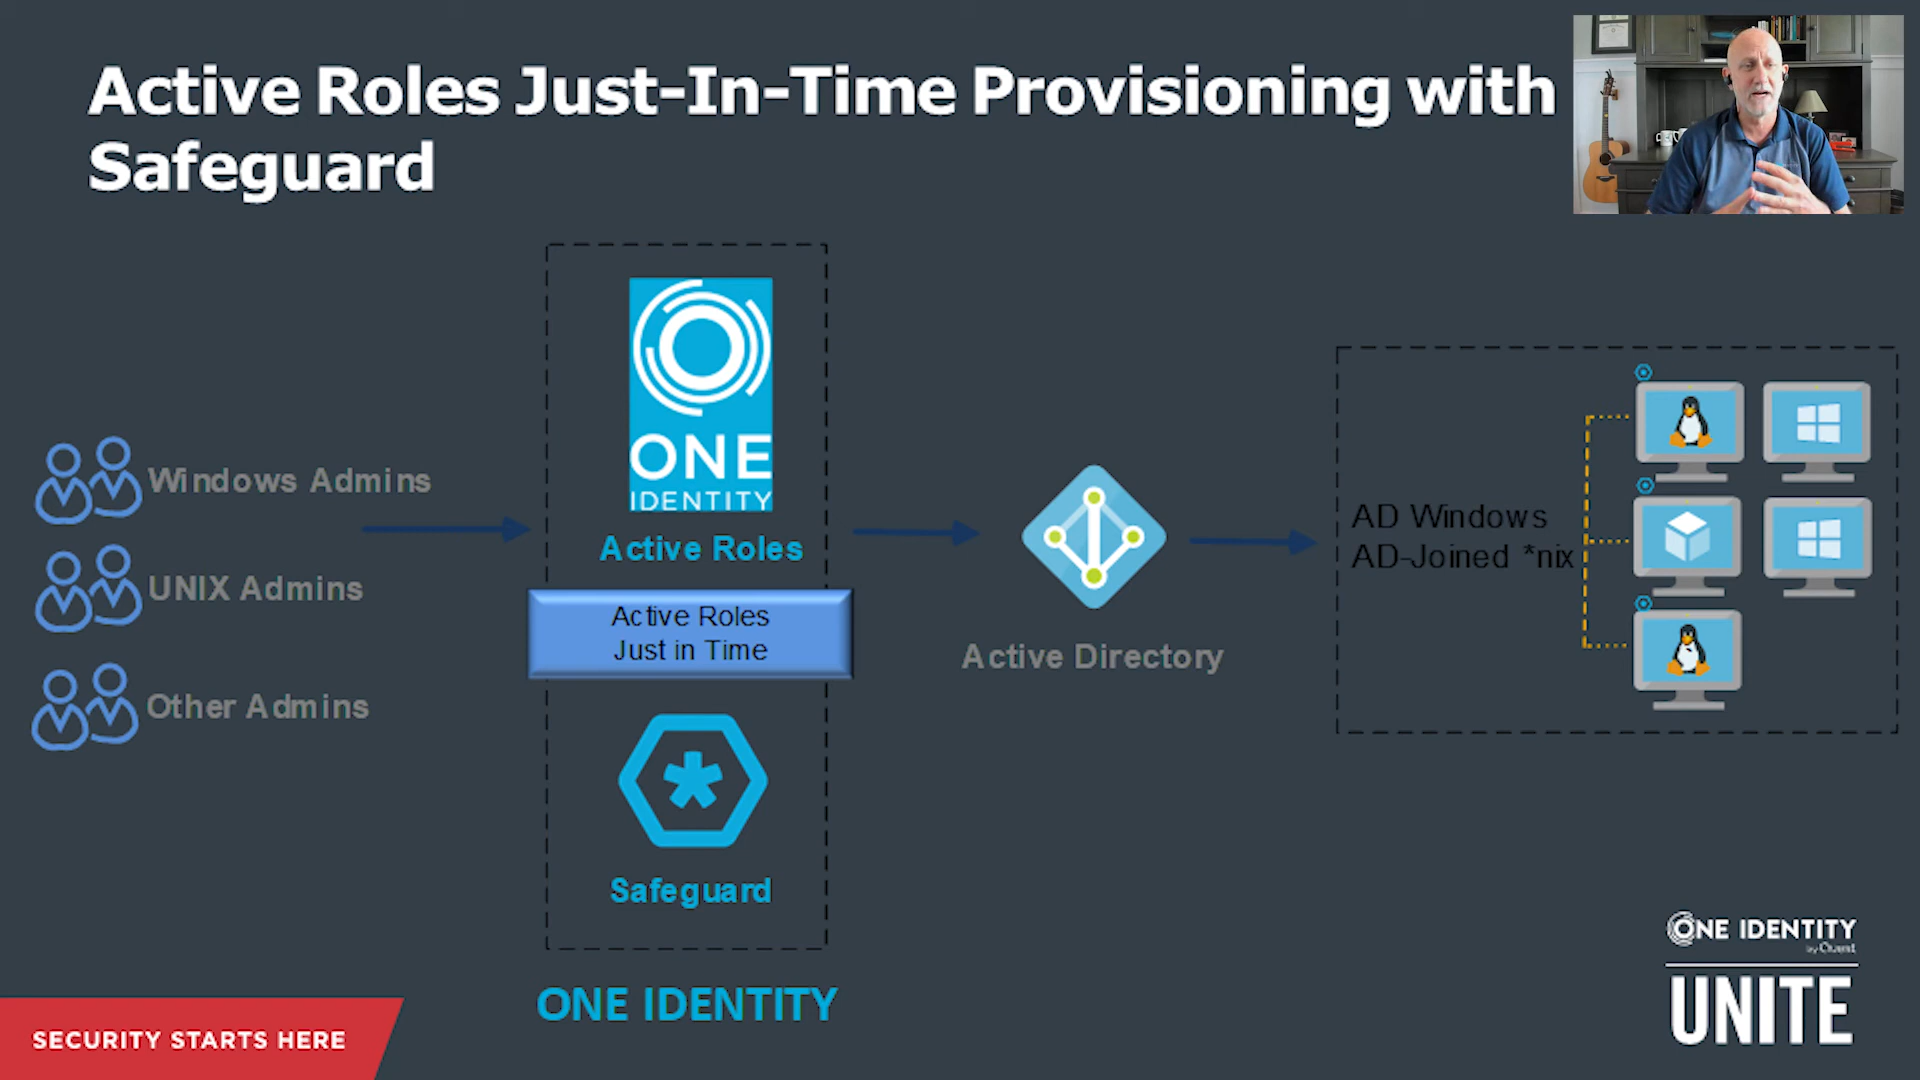 Active Roles Just-In-Time Provisioning with
Safeguard
Windows Admins
UNIX Admins
Other Admins
ONE
IDENTITY
Active Roles
Active Roles
Just in Time
Safeguard
ONE IDENTITY
Active Directory
AD Windows
AD-Joined *nix
SECURITY STARTS HERE
ONE IDENTITY
by Quest
UNITE